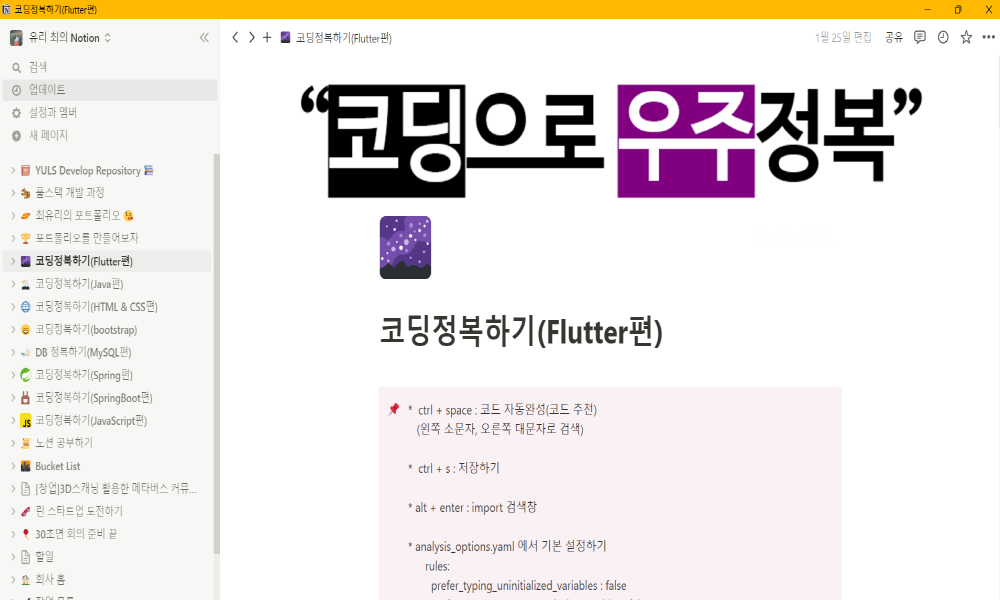 코딩정복하기(Flutter편)
유리 최의 Notion
코딩정복하기(Flutter편)
1월 25일 편집
공유
검색
업데이트
설정과 멤버
새 페이지
YULS Develop Repository
풀스택 개발 과정
최유리의 포트폴리오
포트폴리오를 만들어보자
코딩정복하기(Flutter편)
코딩정복하기(Java편)
코딩정복하기(HTML & CSS편)
코딩정복하기(bootstrap)
DB 정복하기(MySQL편)
코딩정복하기(Spring편)
코딩정복하기(SpringBoot편)
JS 코딩정복하기(JavaScript편)
노션 공부하기
Bucket List
[창업]3D스캐닝 활용한 메타버스 커뮤...
린 스타트업 도전하기
30초면 회의 준비 끝
할일
회사 홈
“코딩으로 우주정복”
코딩정복하기(Flutter편)
* ctrl + space : 코드 자동완성(코드 추천)
(왼쪽 소문자, 오른쪽 대문자로 검색)
* ctrl + s : 저장하기
* alt + enter : import 검색창
* analysis_options.yaml 에서 기본 설정하기
rules:
prefer_typing_uninitialized_variables : false